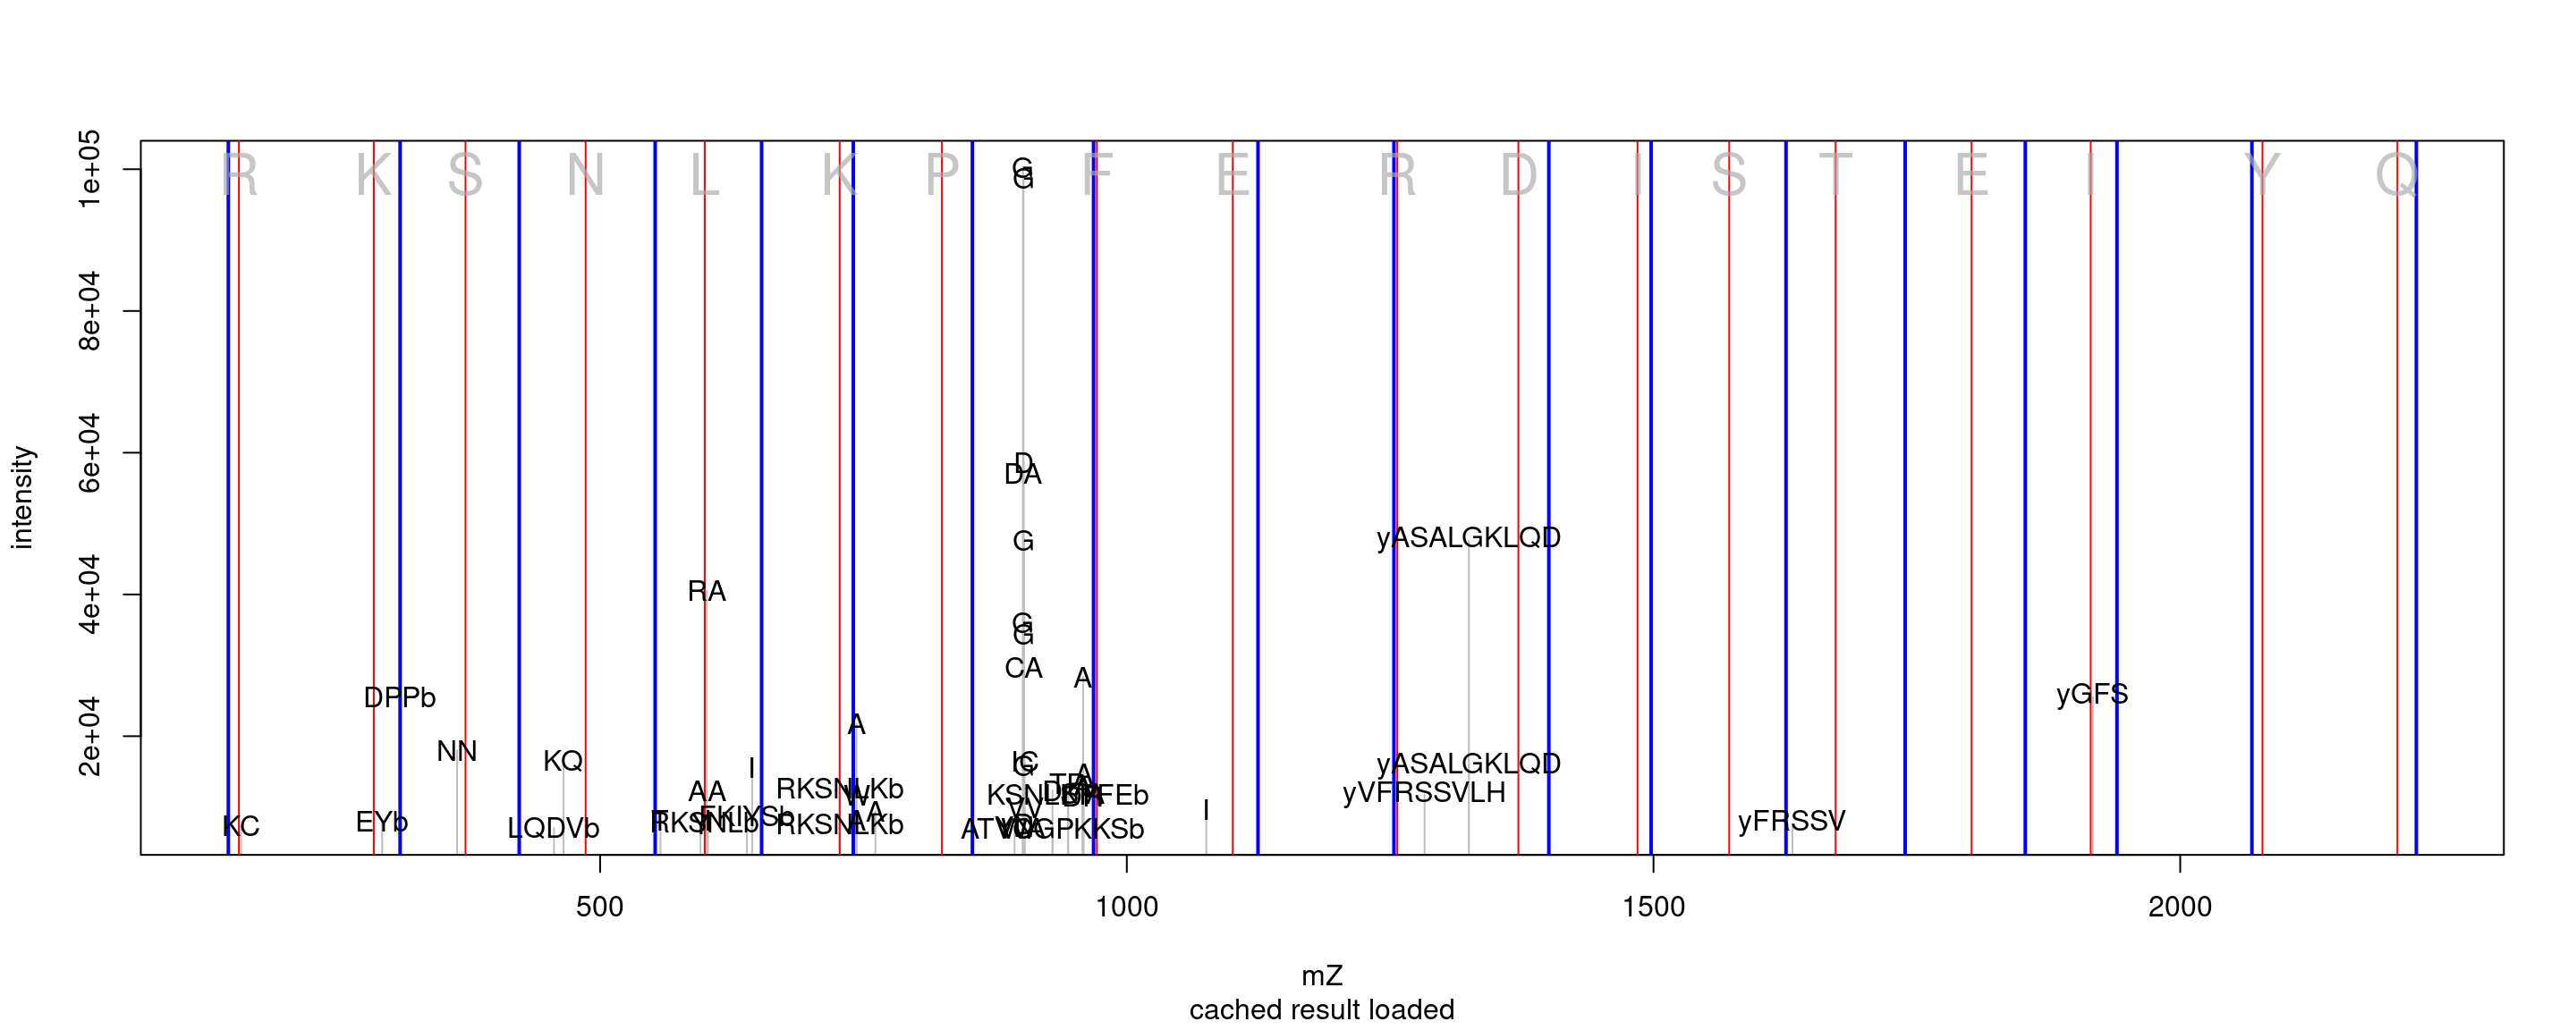 R K S N L K P F E R D I S T E I Y Q
G
G
D
DA
G
yASALGKLQD
RA
G
G
CA
A
DPPb
yGFS
A
NN
KQ
I
yASALGKLQD
G
A
RKSNLKb
AA
yVFRSSVLH
I
A
KC
EYb
LQDVb
RKSNLb
RKSNLKb
yFRSSV
intensity
2e+04
4e+04
6e+04
8e+04
1e+05
500 1000 1500 2000
mZ
cached result loaded